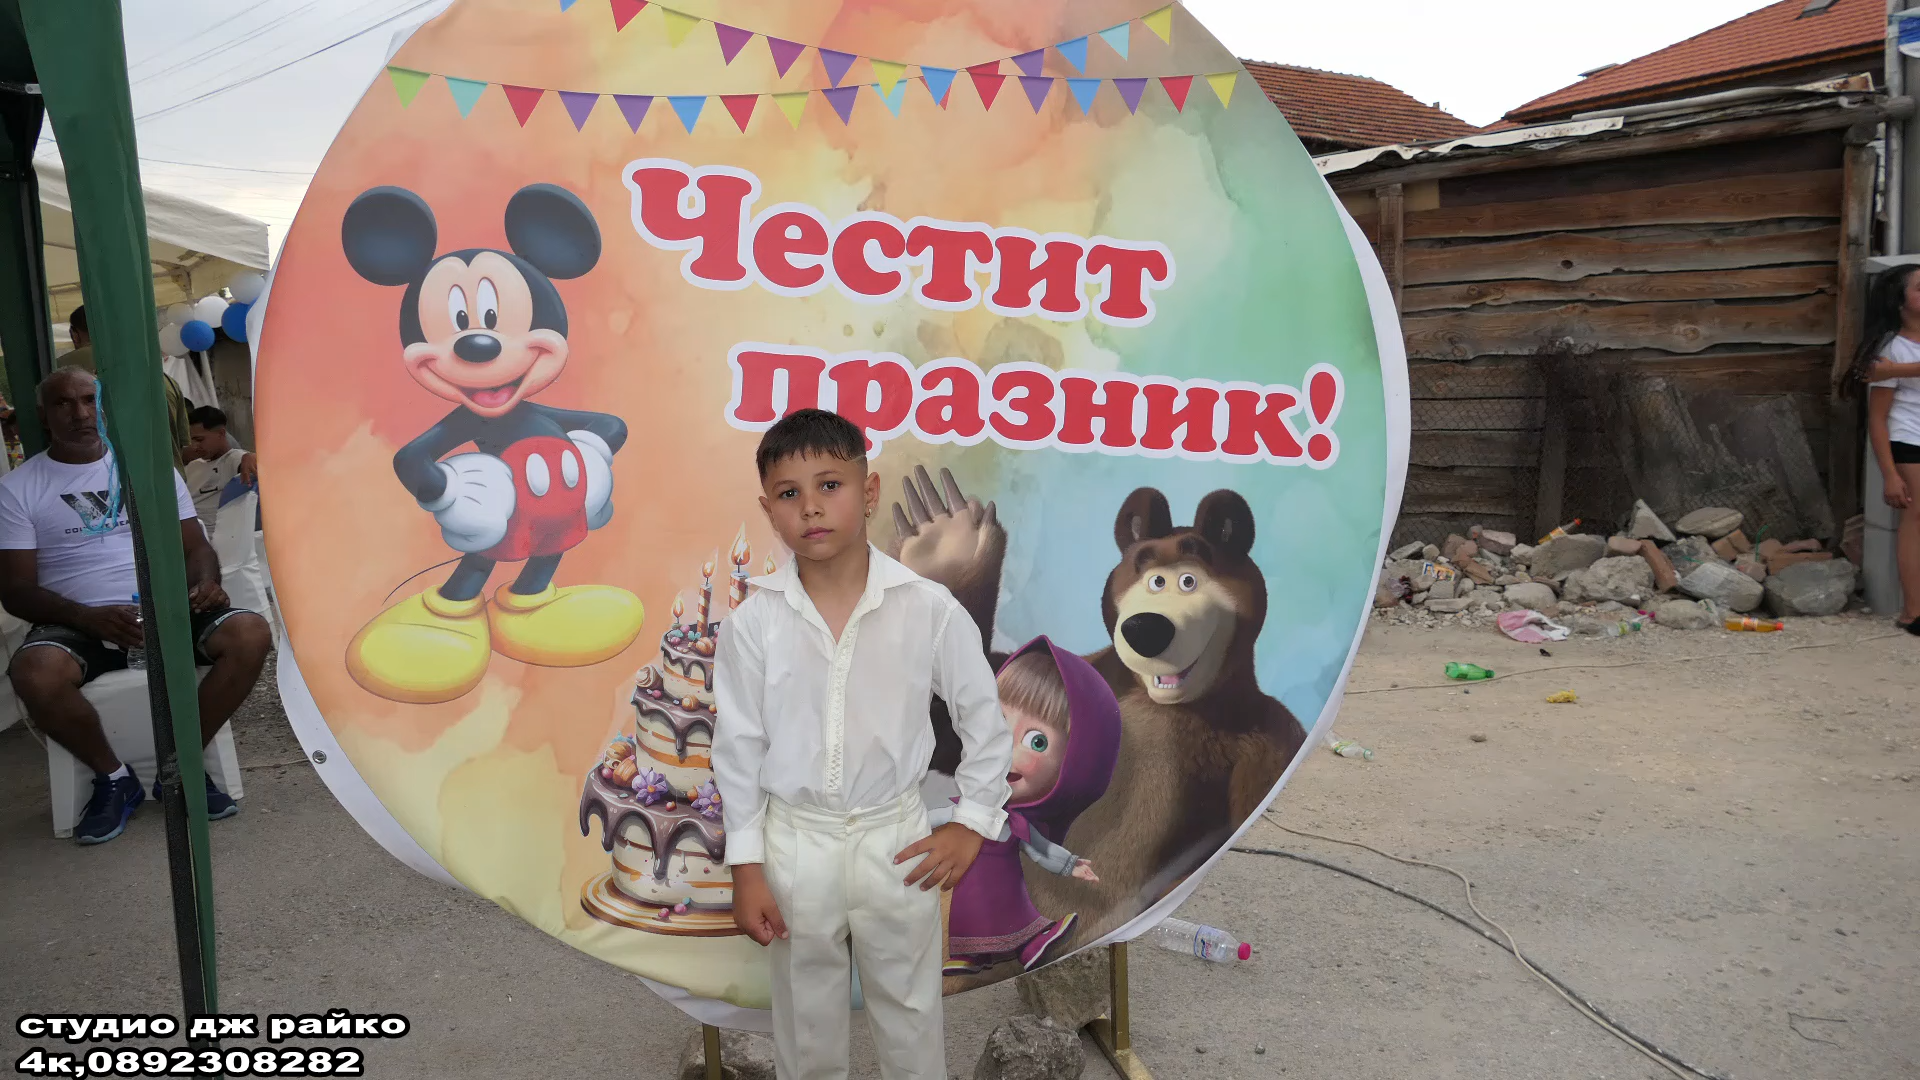 Честит
празник!
студио дж райко
4к,0892308282